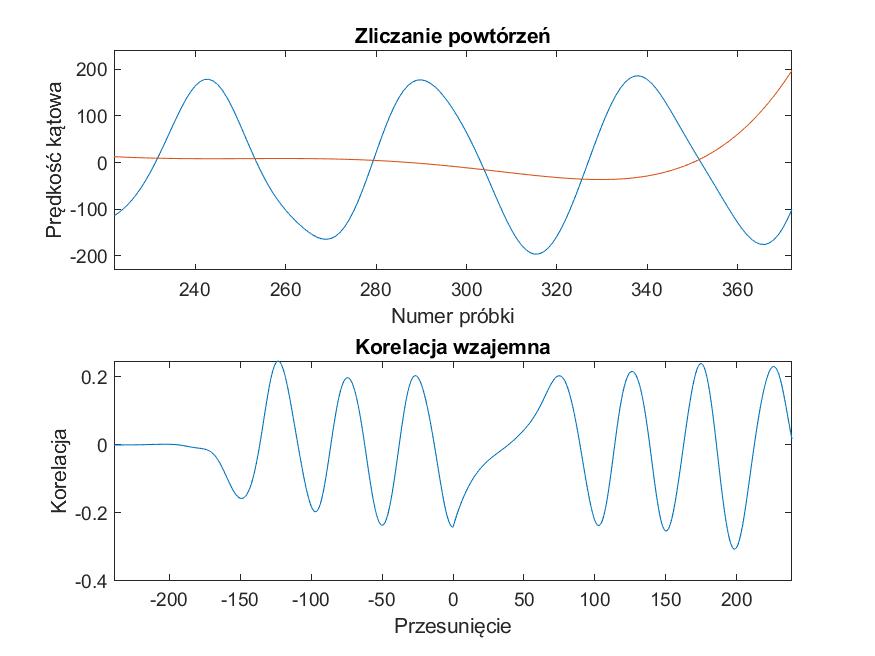 Zliczanie powtórzeń
Prędkość kątowa
200
100
0
-100
-200
240 260 280 300 320 340 360
Numer próbki
Korelacja wzajemna
Korelacja
0.2
0
-0.2
-0.4
-200 -150 -100 -50 0 50 100 150 200
Przesunięcie